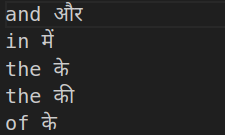 and और
in में
the के
the की
of के